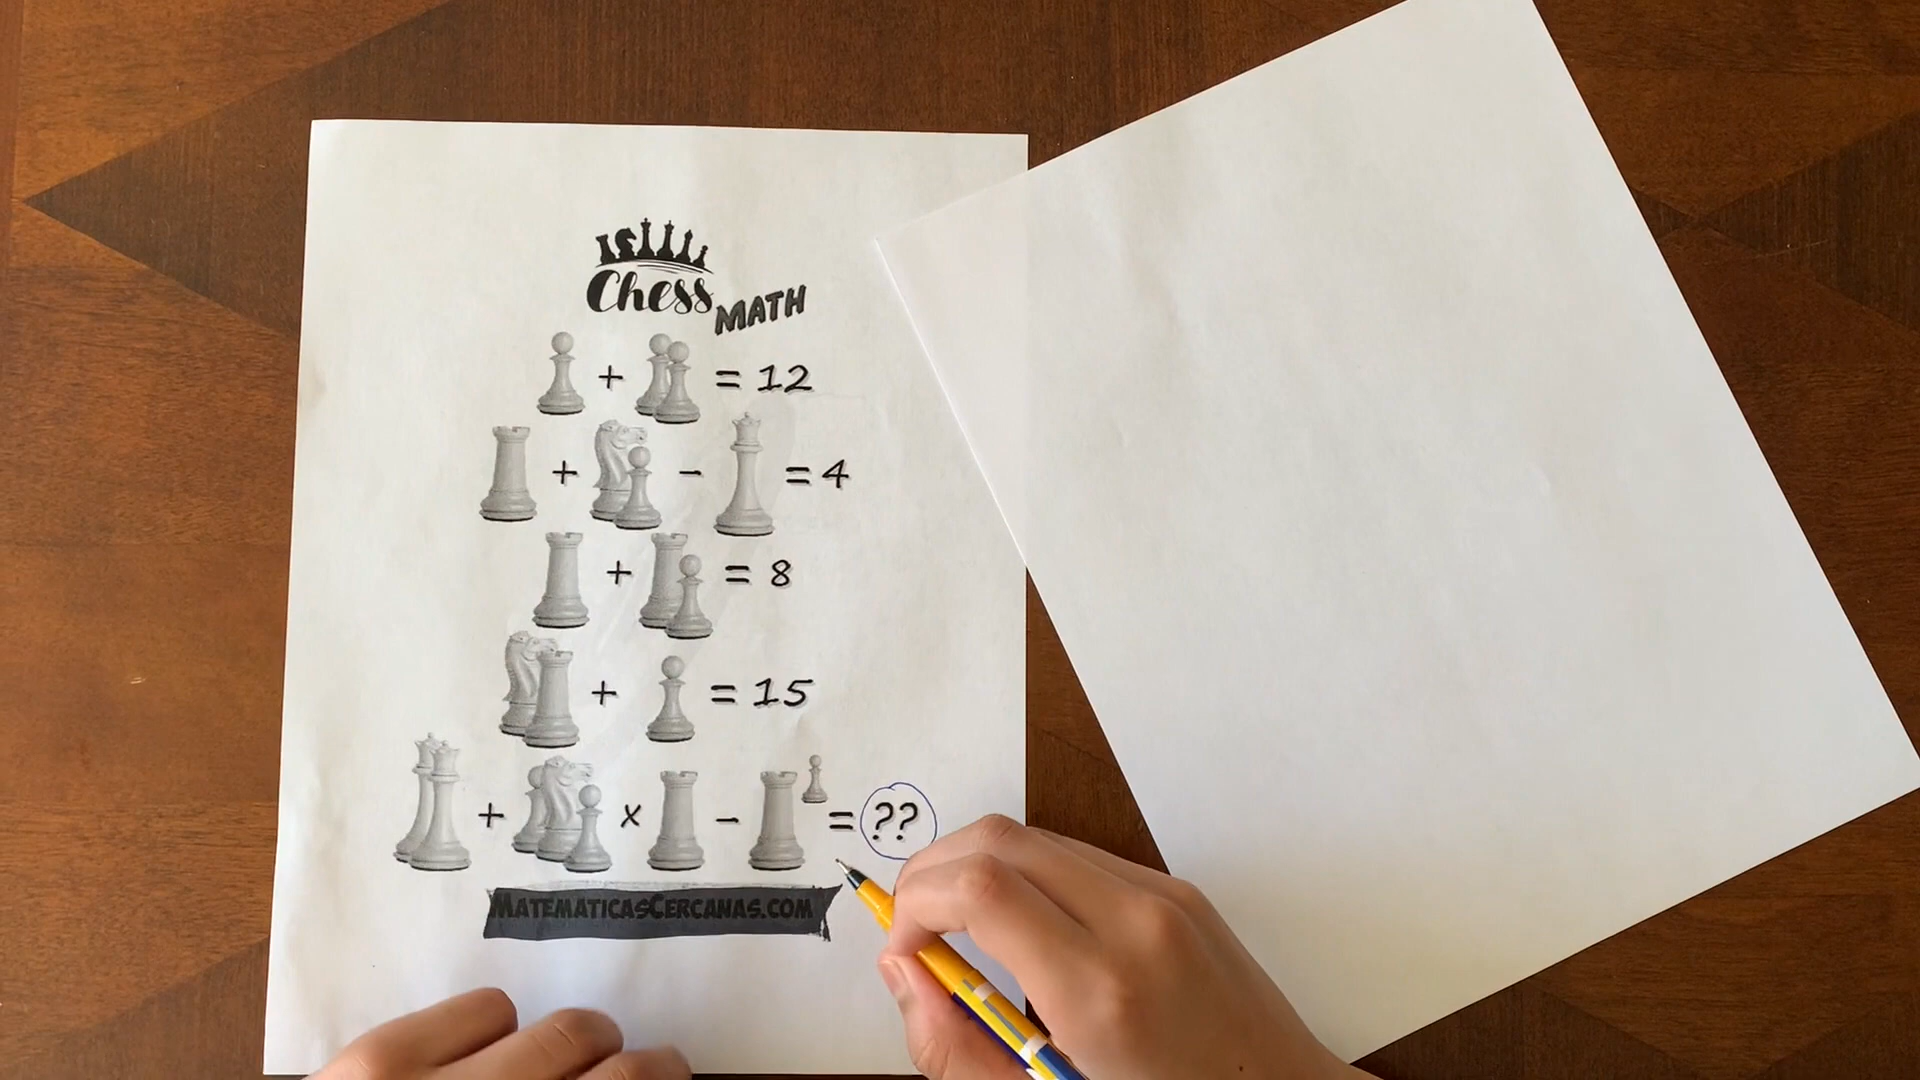 Chess MATH
+ = 12
+ - = 4
+ = 8
+ = 15
+ x - = ??
MATEMATICASCERCANAS.COM